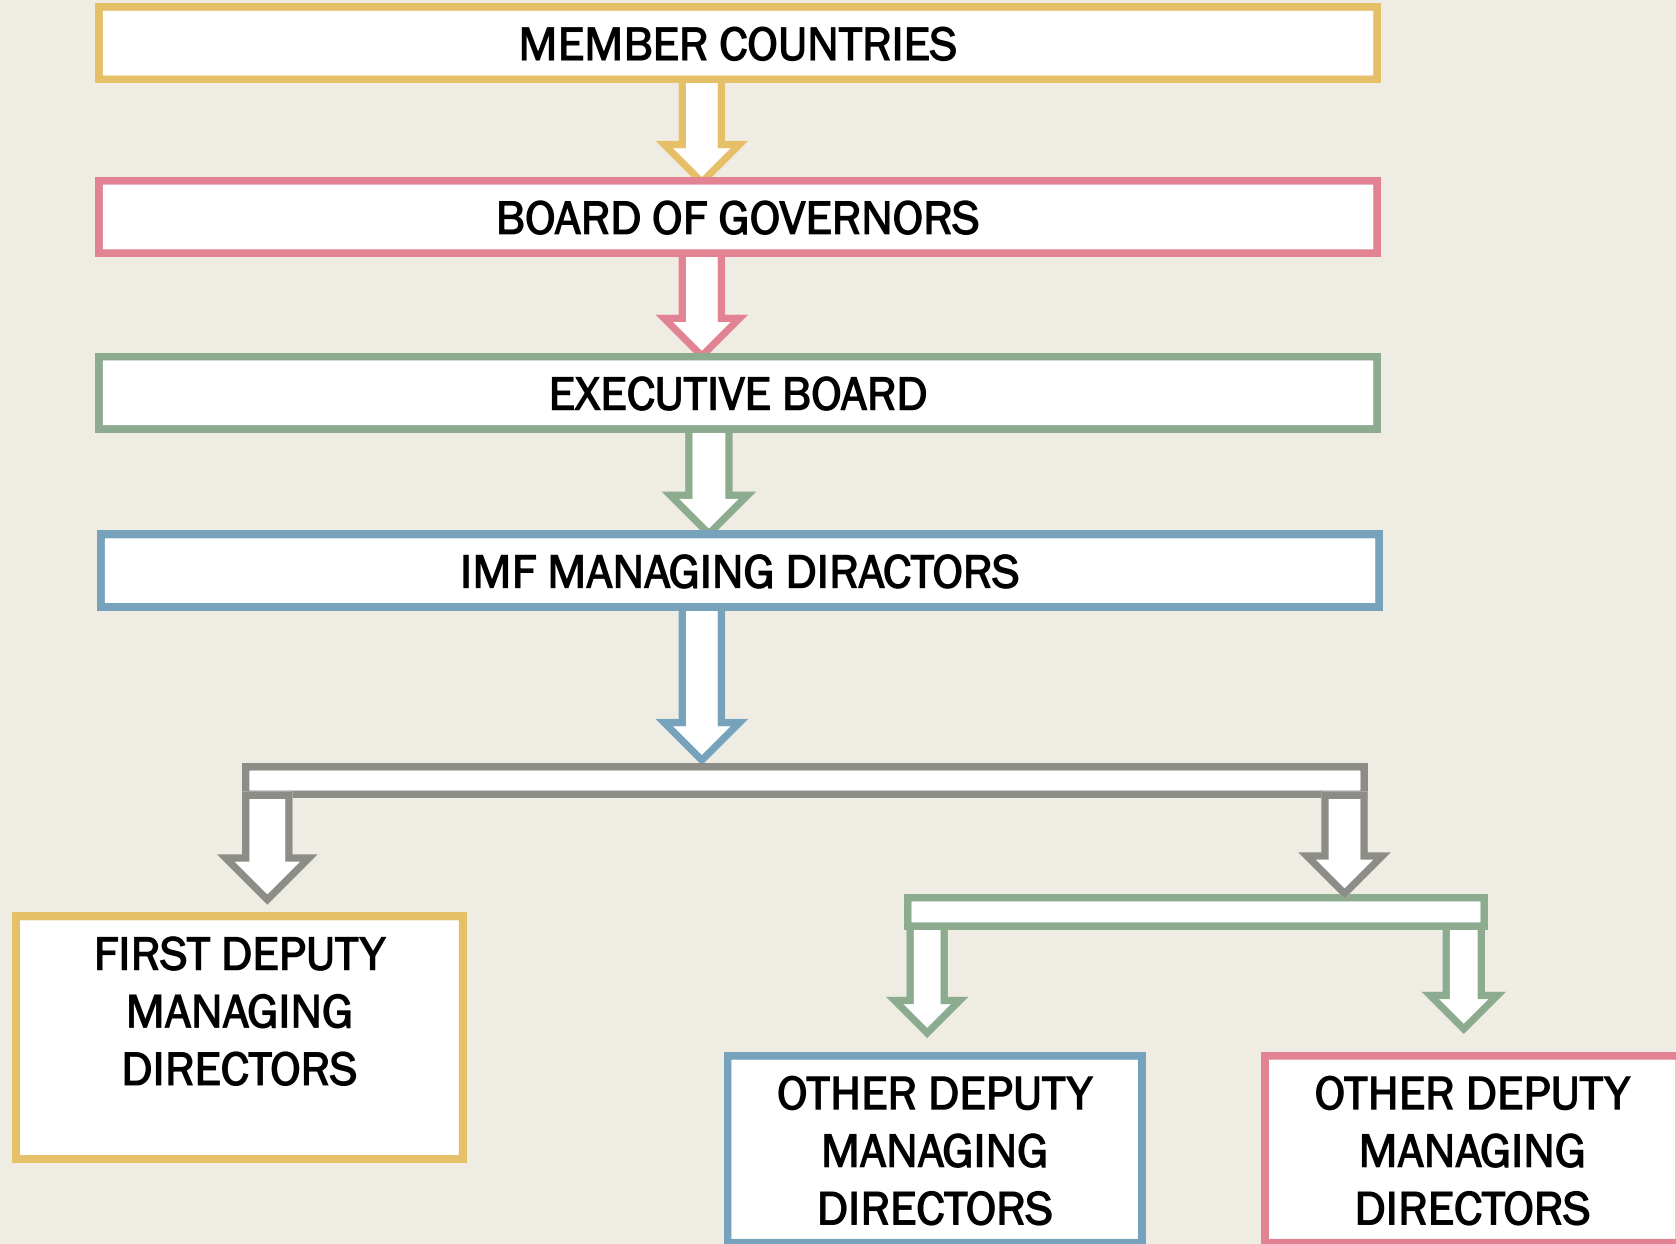 MEMBER COUNTRIES
BOARD OF GOVERNORS
EXECUTIVE BOARD
IMF MANAGING DIRACTORS
FIRST DEPUTY
MANAGING
DIRECTORS
OTHER DEPUTY
MANAGING
DIRECTORS
OTHER DEPUTY
MANAGING
DIRECTORS